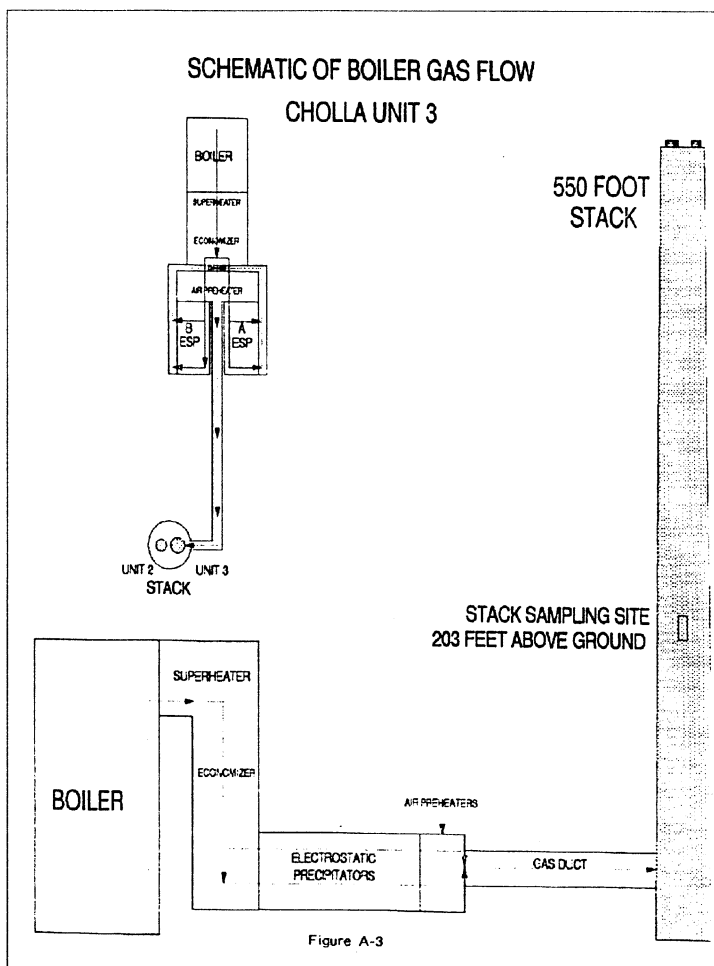 SCHEMATIC OF BOILER GAS FLOW
CHOLLA UNIT 3
BOILER
SUPERHEATER
ECONOMIZER
AIR PREHEATER
B
ESP
A
ESP
UNIT 2
UNIT 3
STACK
550 FOOT
STACK
STACK SAMPLING SITE
203 FEET ABOVE GROUND
SUPERHEATER
ECONOMIZER
BOILER
AIR PREHEATERS
ELECTROSTATIC
PRECIPITATORS
GAS DUCT
Figure A-3